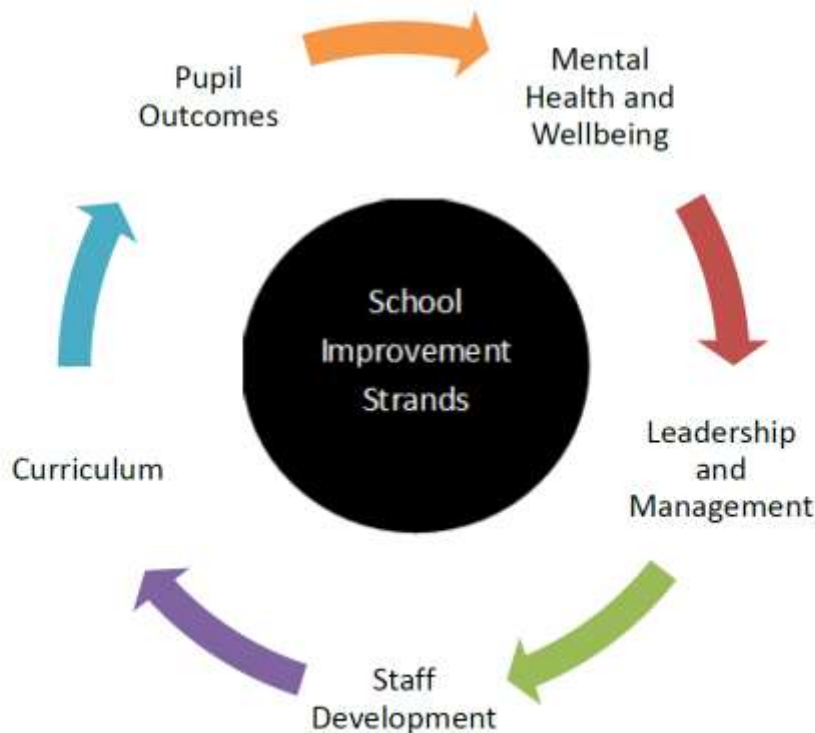 Pupil
Outcomes
Mental
Health and
Wellbeing
School
Improvement
Strands
Leadership
and
Management
Curriculum
Staff
Development